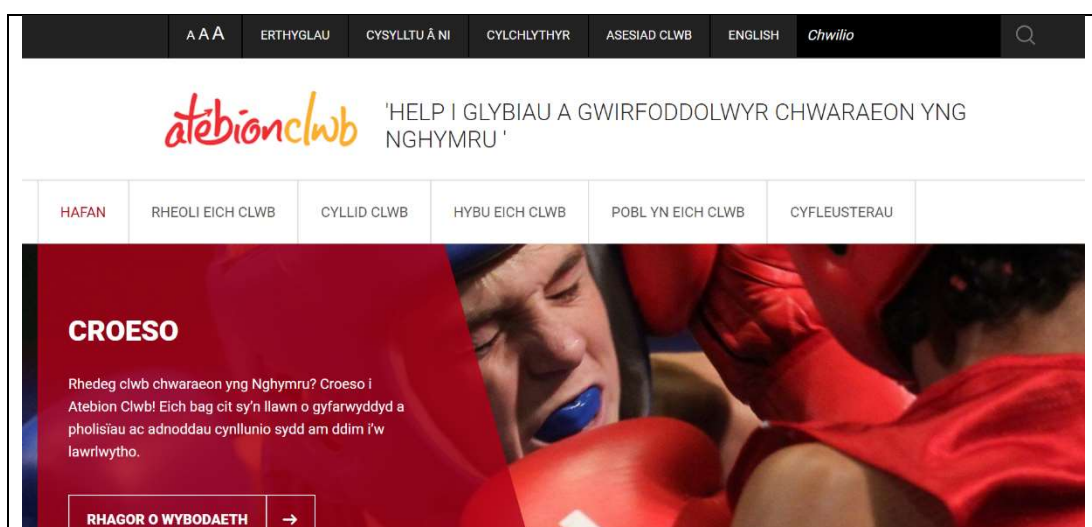 A A A ERTHYGLAU CYSYLLTU Â NI CYLCHLYTHYR ASESIAD CLWB ENGLISH Chwilio
atebionclwb
'HELP I GLYBIAU A GWIRFODDOLWYR CHWARAEON YNG
NGHYMRU '
HAFAN RHEOLI EICH CLWB CYLLID CLWB HYBU EICH CLWB POBL YN EICH CLWB CYFLEUSTERAU
CROESO
Rhedeg clwb chwaraeon yng Nghymru? Croeso i
Atebion Clwb! Eich bag cit sy'n llawn o gyfarwyddyd a
pholisïau ac adnoddau cynllunio sydd am ddim i'w
lawrlwytho.
RHAGOR O WYBODAETH →